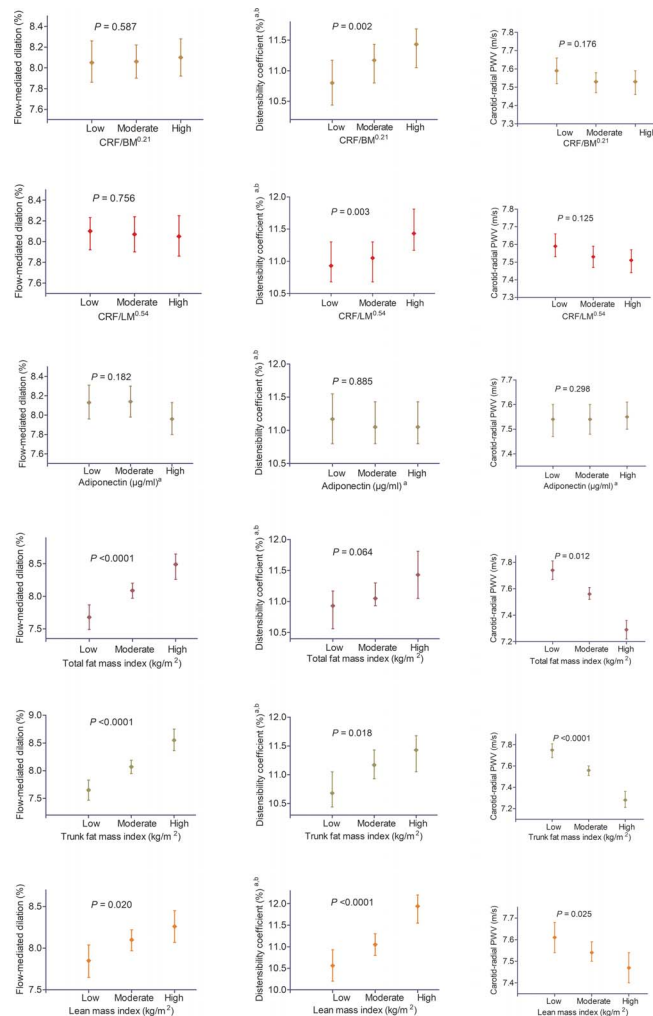 Flow-mediated dilation (%)
8.4
8.2
8.0
7.8
7.6
P = 0.587
Low Moderate High
CRF/BM0.21
Distensibility coefficient (%) a,b
11.5
11.0
10.5
P = 0.002
Low Moderate High
CRF/BM0.21
Carotid-radial PWV (m/s)
7.8
7.7
7.6
7.5
7.4
7.3
P = 0.176
Low Moderate High
CRF/BM0.21
Flow-mediated dilation (%)
8.4
8.2
8.0
7.8
7.6
P = 0.756
Low Moderate High
CRF/LM0.54
Distensibility coefficient (%) a,b
12.0
11.5
11.0
10.5
P = 0.003
Low Moderate High
CRF/LM0.54
Carotid-radial PWV (m/s)
7.8
7.7
7.6
7.5
7.4
7.3
P = 0.125
Low Moderate High
CRF/LM0.54
Flow-mediated dilation (%)
8.4
8.2
8.0
7.8
7.6
P = 0.182
Low Moderate High
Adiponectin (µg/ml)a
Distensibility coefficient (%) a,b
12.0
11.5
11.0
10.5
P = 0.885
Low Moderate High
Adiponectin (µg/ml)a
Carotid-radial PWV (m/s)
7.7
7.6
7.5
7.4
P = 0.298
Low Moderate High
Adiponectin (µg/ml)a
Flow-mediated dilation (%)
8.5
8.0
7.5
P <0.0001
Low Moderate High
Total fat mass index (kg/m2)
Distensibility coefficient (%) a,b
12.0
11.5
11.0
10.5
P = 0.064
Low Moderate High
Total fat mass index (kg/m2)
Carotid-radial PWV (m/s)
7.8
7.6
7.4
7.2
P = 0.012
Low Moderate High
Total fat mass index (kg/m2)
Flow-mediated dilation (%)
9.0
8.5
8.0
7.5
P <0.0001
Low Moderate High
Trunk fat mass index (kg/m2)
Distensibility coefficient (%) a,b
12.0
11.5
11.0
10.5
P = 0.018
Low Moderate High
Trunk fat mass index (kg/m2)
Carotid-radial PWV (m/s)
7.8
7.6
7.4
7.2
P <0.0001
Low Moderate High
Trunk fat mass index (kg/m2)
Flow-mediated dilation (%)
8.5
8.0
7.5
P = 0.020
Low Moderate High
Lean mass index (kg/m2)
Distensibility coefficient (%) a,b
12.0
11.5
11.0
10.5
10.0
P <0.0001
Low Moderate High
Lean mass index (kg/m2)
Carotid-radial PWV (m/s)
7.7
7.6
7.5
7.4
P = 0.025
Low Moderate High
Lean mass index (kg/m2)